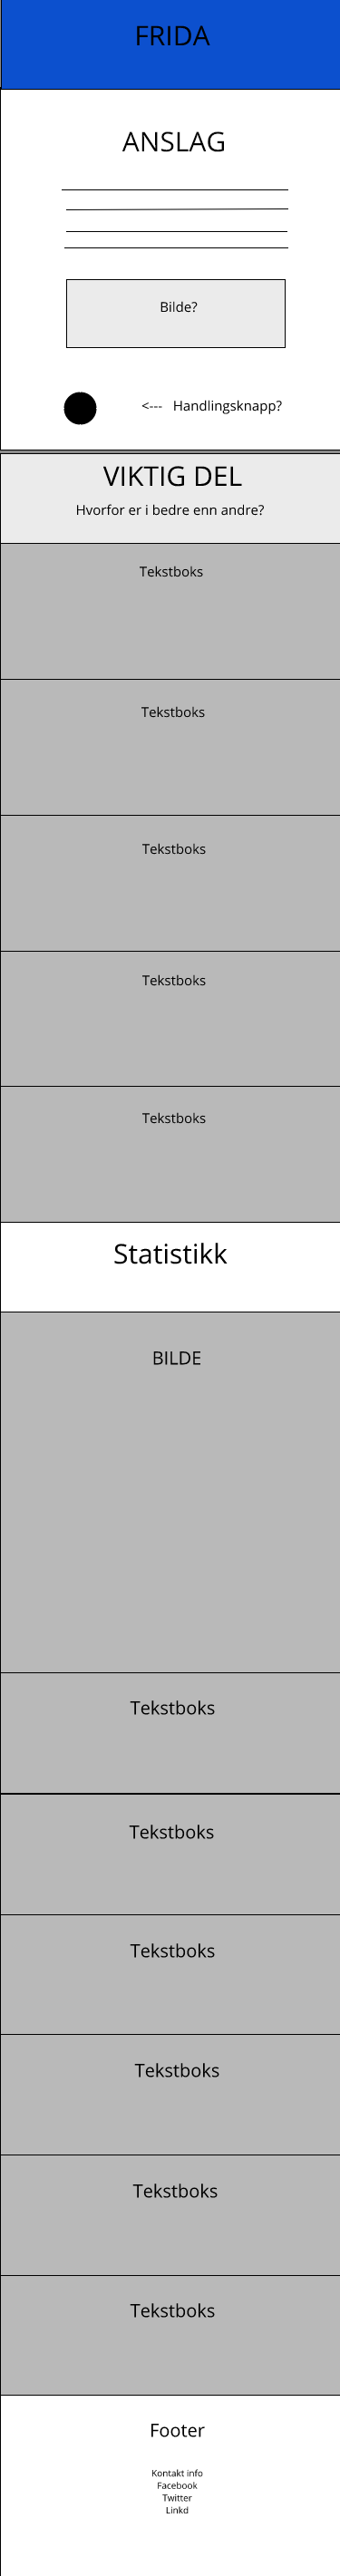 FRIDA
ANSLAG
Bilde?
<--- Handlingsknapp?
VIKTIG DEL
Hvorfor er i bedre enn andre?
Tekstboks
Tekstboks
Tekstboks
Tekstboks
Tekstboks
Statistikk
BILDE
Tekstboks
Tekstboks
Tekstboks
Tekstboks
Tekstboks
Tekstboks
Footer
Kontakt info
Facebook
Twitter
Linkd